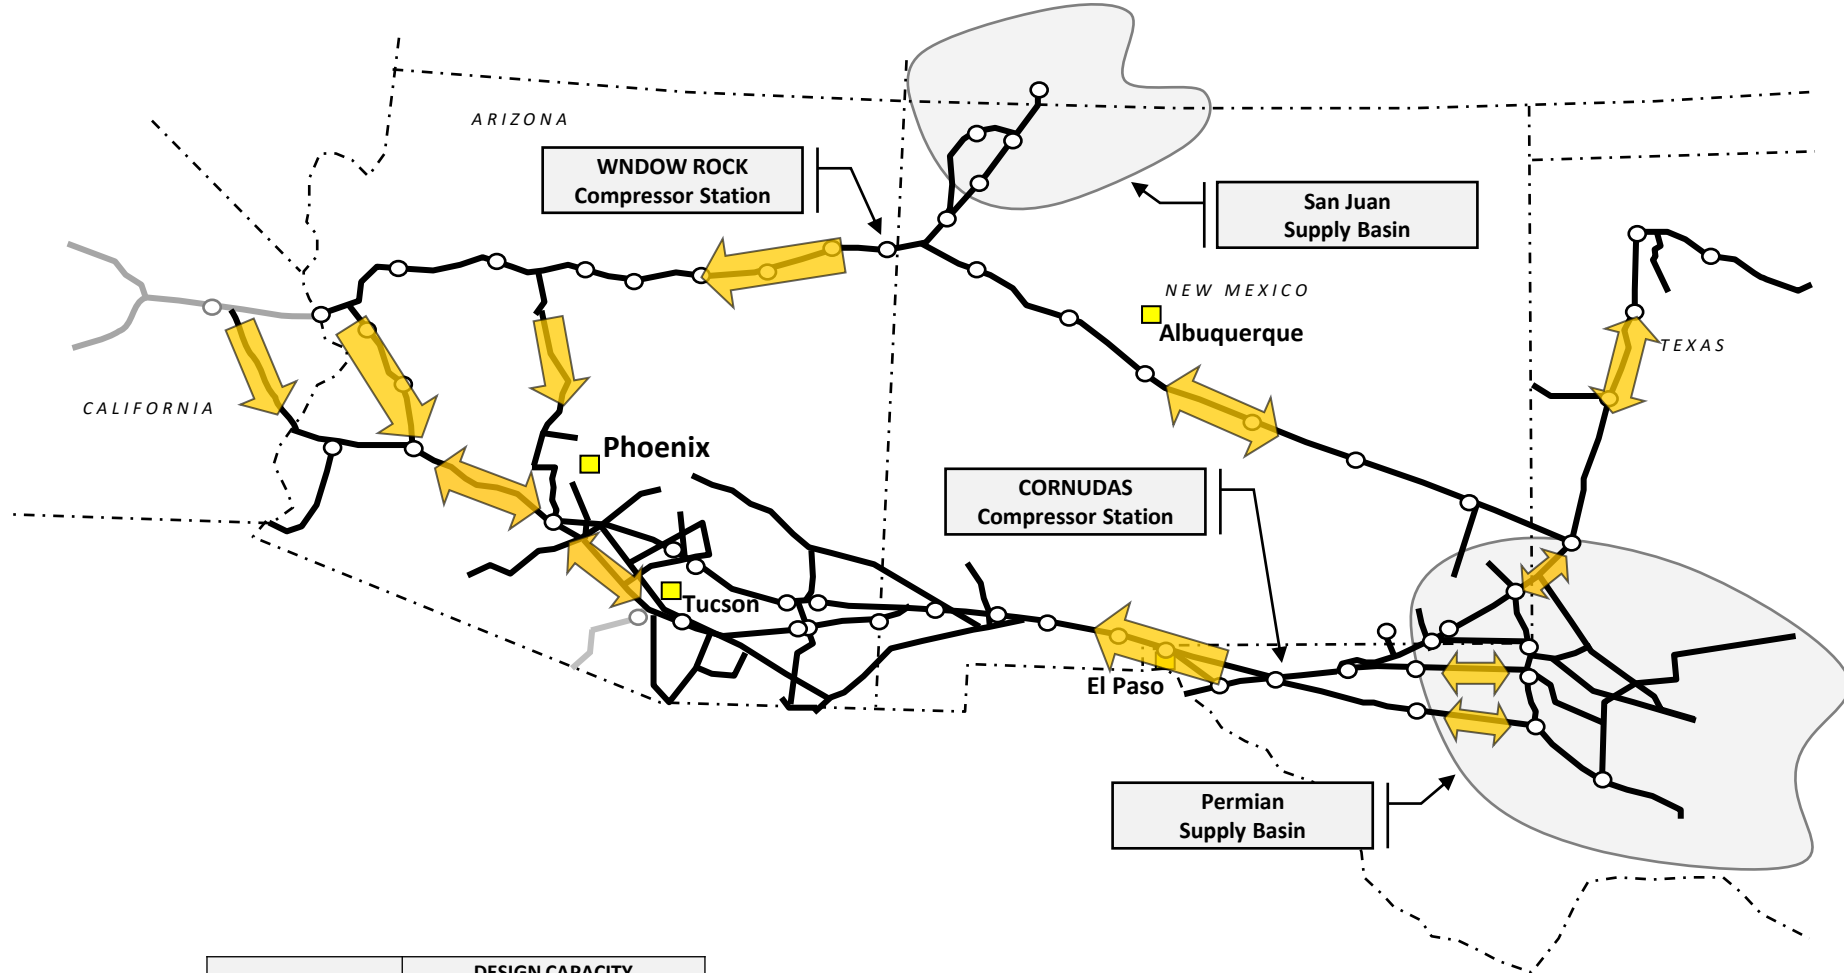 ARIZONA
WNDOW ROCK
Compressor Station
San Juan
Supply Basin
NEW MEXICO
Albuquerque
TEXAS
CALIFORNIA
Phoenix
CORNUDAS
Compressor Station
Tucson
El Paso
Permian
Supply Basin
DESIGN CAPACITY